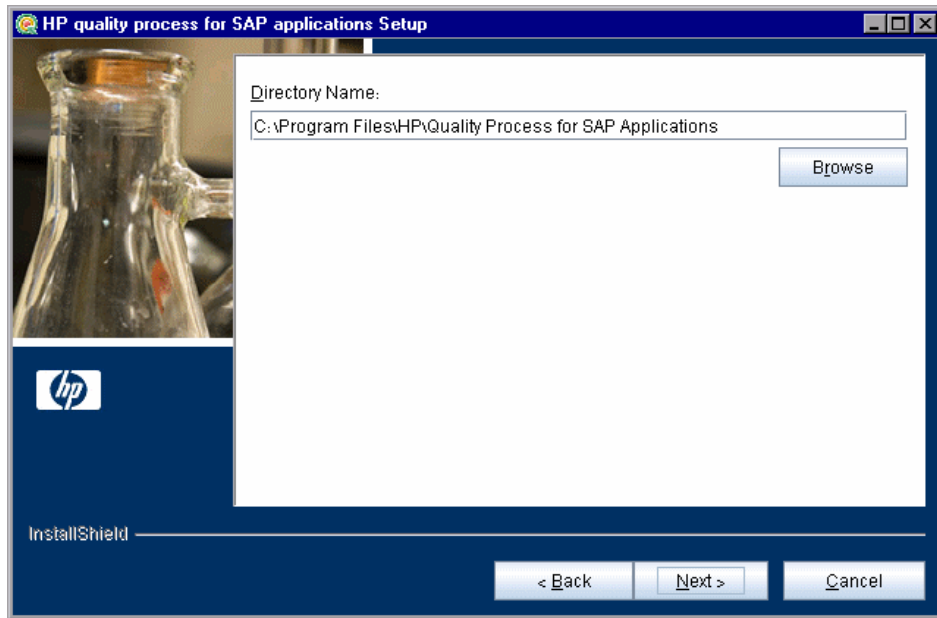 HP quality process for SAP applications Setup
Directory Name:
C:\Program Files\HP\Quality Process for SAP Applications
Browse
hp
InstallShield
< Back
Next >
Cancel